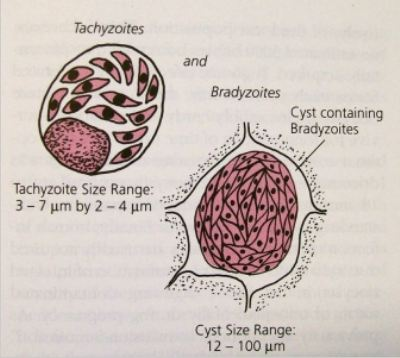 Tachyzoites
and
Bradyzoites
Cyst containing
Bradyzoites
Tachyzoite Size Range:
3 – 7 μm by 2 – 4 μm
Cyst Size Range:
12 – 100 μm